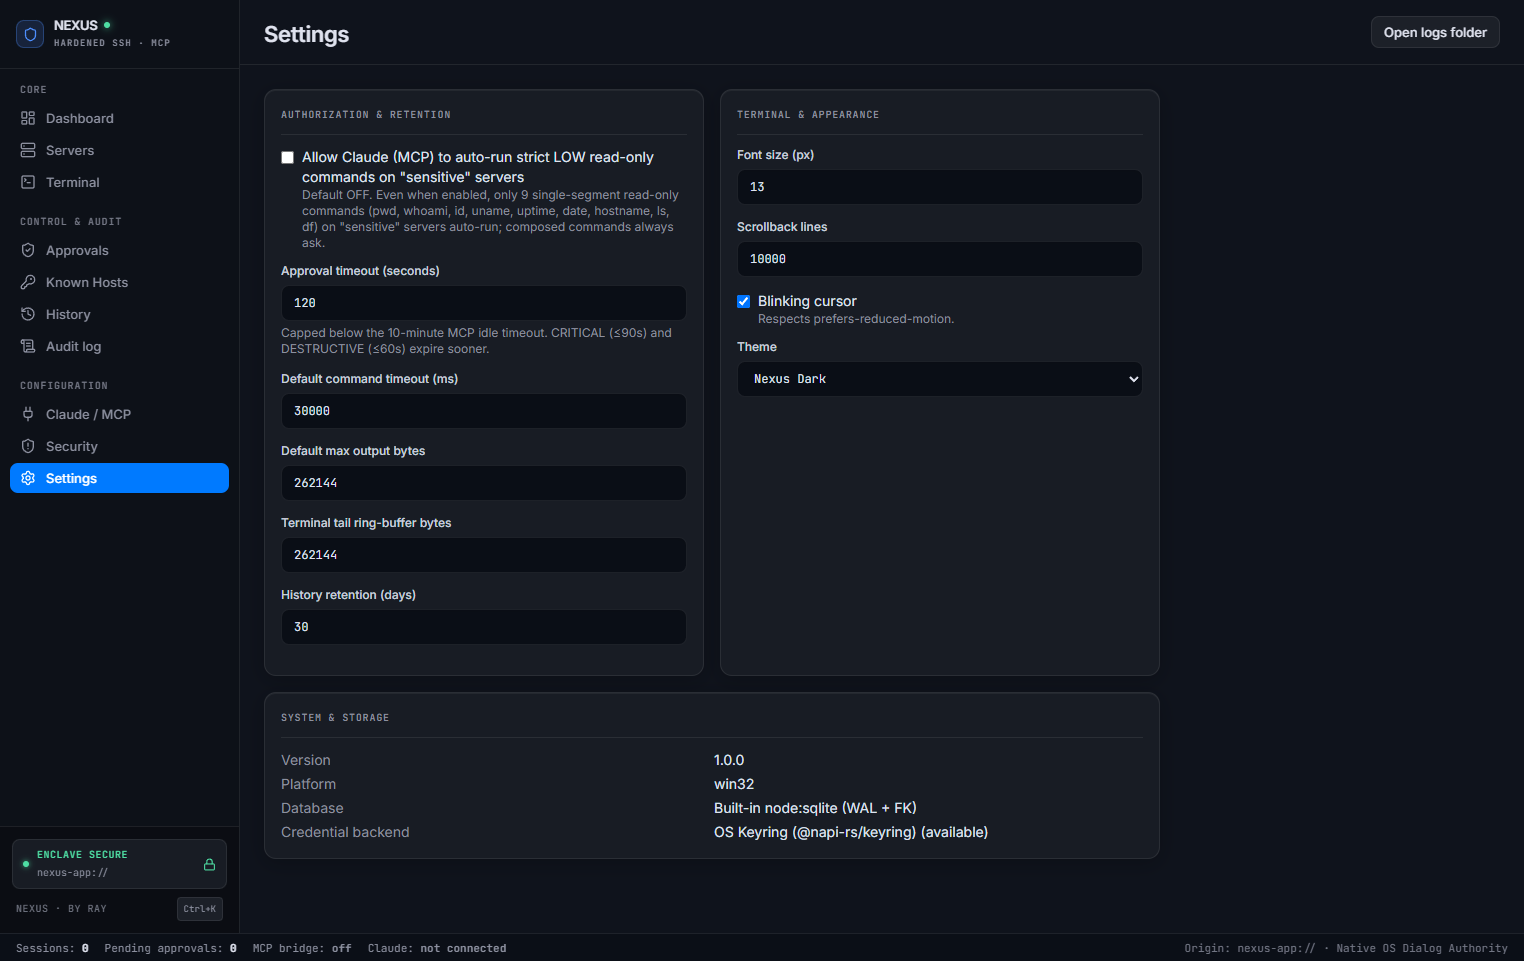 NEXUS
HARDENED SSH · MCP
CORE
Dashboard
Servers
Terminal
CONTROL & AUDIT
Approvals
Known Hosts
History
Audit log
CONFIGURATION
Claude / MCP
Security
Settings
ENCLAVE SECURE
nexus-app://
NEXUS · BY RAY
Ctrl+K
Settings
Open logs folder
AUTHORIZATION & RETENTION
Allow Claude (MCP) to auto-run strict LOW read-only
commands on "sensitive" servers
Default OFF. Even when enabled, only 9 single-segment read-only
commands (pwd, whoami, id, uname, uptime, date, hostname, ls,
df) on "sensitive" servers auto-run; composed commands always
ask.
Approval timeout (seconds)
120
Capped below the 10-minute MCP idle timeout. CRITICAL (≤90s) and
DESTRUCTIVE (≤60s) expire sooner.
Default command timeout (ms)
30000
Default max output bytes
262144
Terminal tail ring-buffer bytes
262144
History retention (days)
30
TERMINAL & APPEARANCE
Font size (px)
13
Scrollback lines
10000
Blinking cursor
Respects prefers-reduced-motion.
Theme
Nexus Dark
SYSTEM & STORAGE
Version 1.0.0
Platform win32
Database Built-in node:sqlite (WAL + FK)
Credential backend OS Keyring (@napi-rs/keyring) (available)
Sessions: 0 Pending approvals: 0 MCP bridge: off Claude: not connected
Origin: nexus-app:// · Native OS Dialog Authority